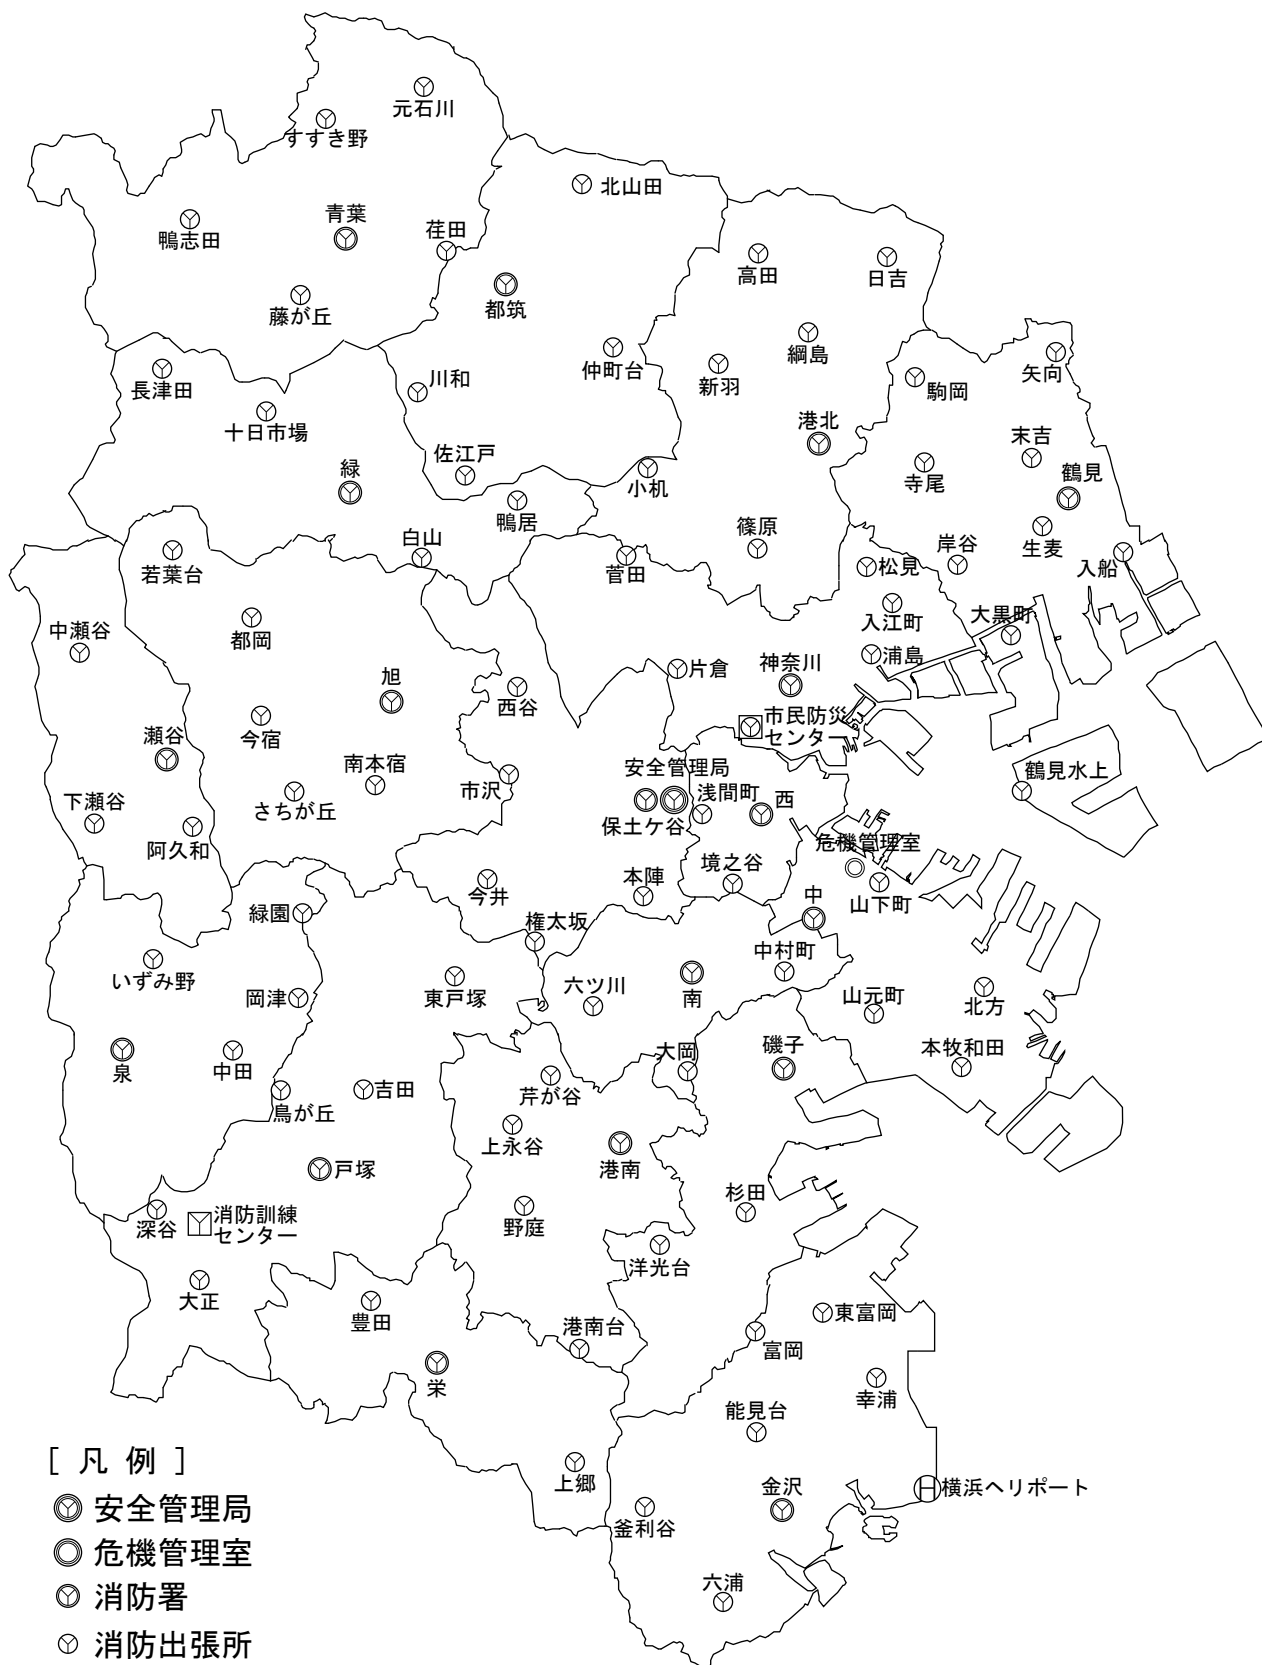 元石川
すすき野
北山田
青葉
鴨志田
荏田
高田
日吉
都筑
藤が丘
綱島
仲町台
新羽
矢向
長津田
川和
駒岡
十日市場
港北
末吉
佐江戸
緑
小机
寺尾
鶴見
鴨居
篠原
生麦
白山
岸谷
若葉台
菅田
松見
入船
都岡
入江町
大黒町
中瀬谷
浦島
旭
片倉
神奈川
西谷
今宿
市民防災
センター
瀬谷
南本宿
安全管理局
鶴見水上
市沢
さちが丘
浅間町
西
下瀬谷
保土ケ谷
阿久和
危機管理室
境之谷
今井
本陣
中
山下町
緑園
権太坂
中村町
いずみ野
東戸塚
六ツ川
岡津
南
山元町
北方
大岡
磯子
本牧和田
泉
中田
芹が谷
吉田
鳥が丘
上永谷
港南
戸塚
杉田
深谷
消防訓練
センター
野庭
洋光台
大正
豊田
港南台
東富岡
富岡
栄
幸浦
能見台
上郷
金沢
横浜ヘリポート
釜利谷
六浦
[ 凡 例 ]
安全管理局
危機管理室
消防署
消防出張所